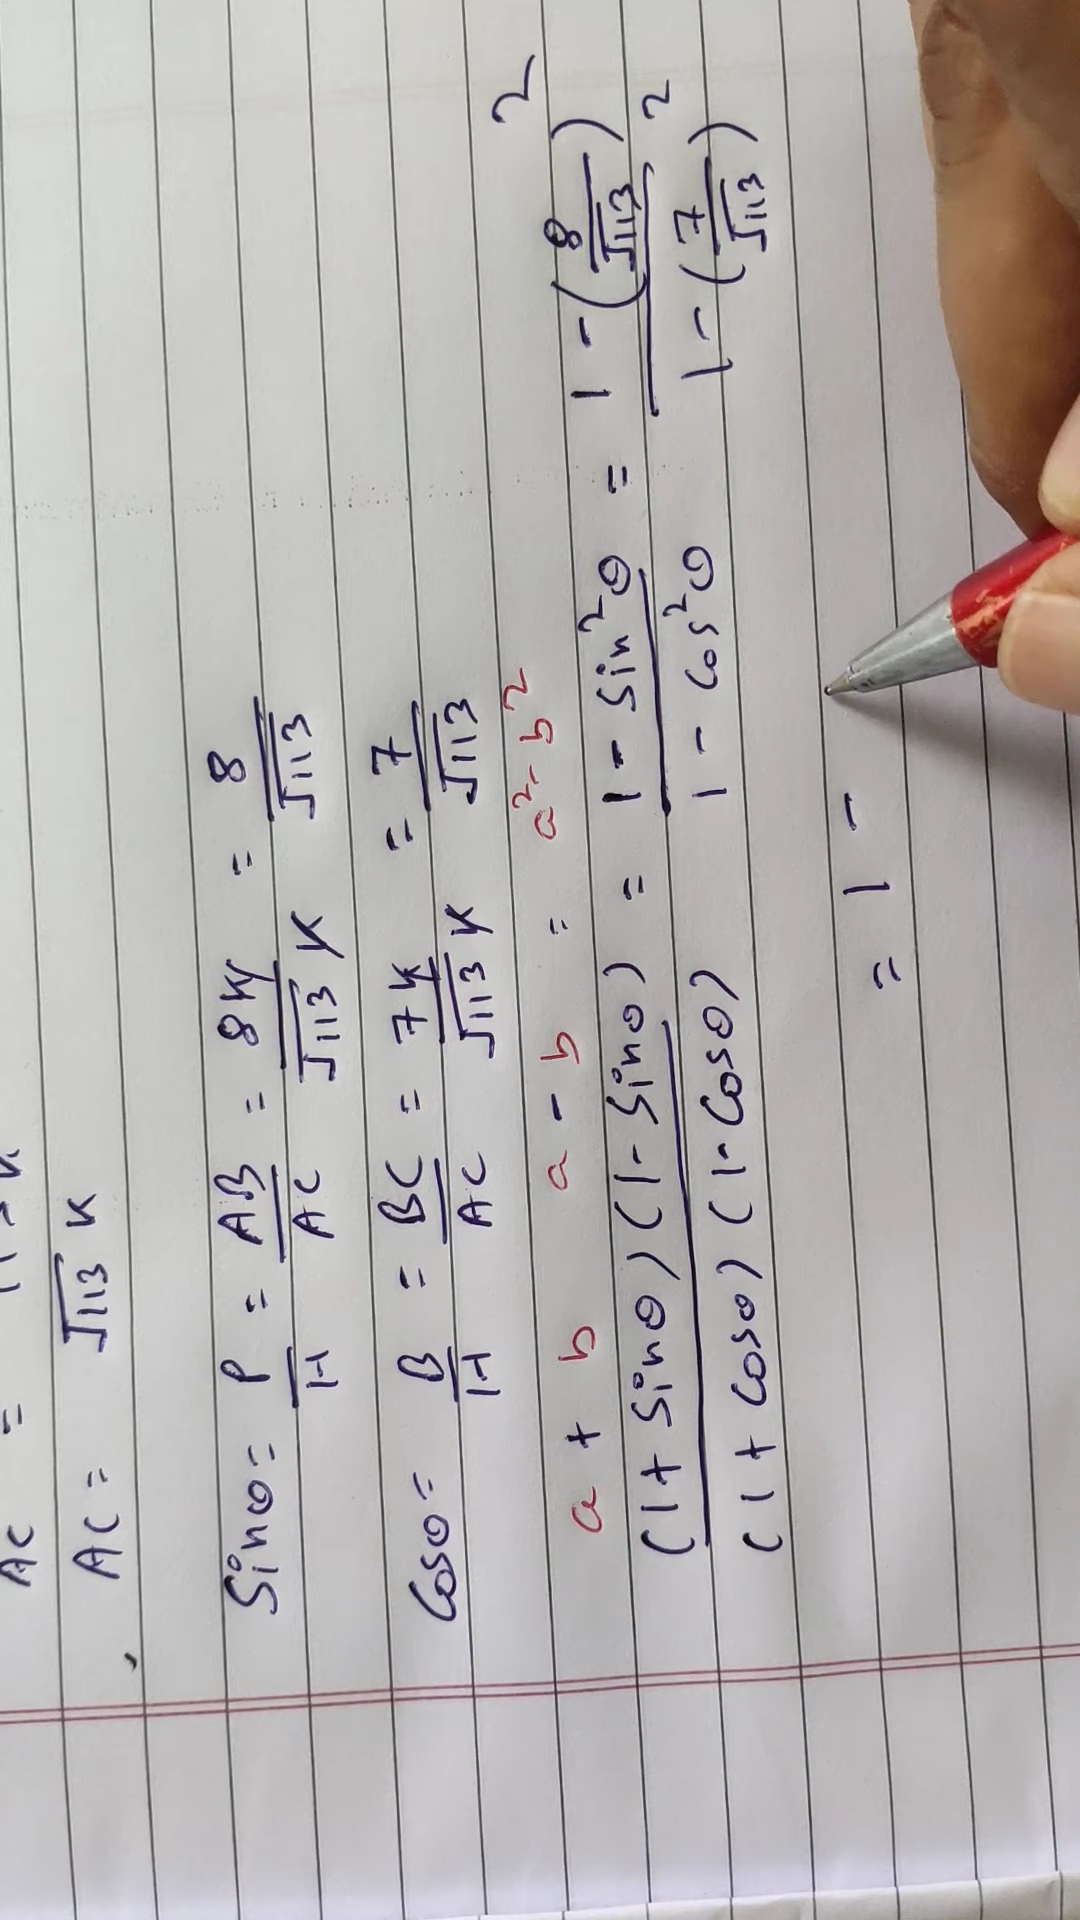 AC =
AC = √113 K
Sinθ = P/H = AB/AC = 8K/√113 K = 8/√113
Cosθ = B/H = BC/AC = 7K/√113 K = 7/√113
a + b a - b = a² - b²
(1 + Sinθ) (1 - Sinθ) / (1 + Cosθ) (1 - Cosθ) = 1 - Sin²θ / 1 - Cos²θ = 1 - (8/√113)² / 1 - (7/√113)²
= 1 -